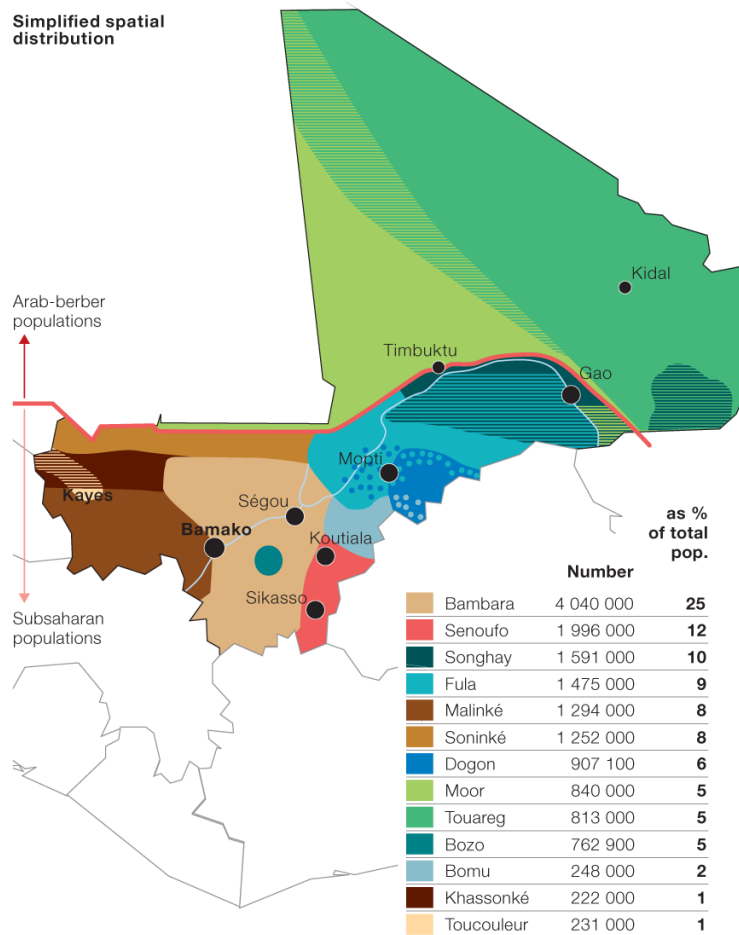 Simplified spatial
distribution
Kidal
Arab-berber
populations
Timbuktu
Gao
Mopti
Kayes
Ségou
Bamako
Koutiala
Sikasso
Subsaharan
populations
as %
of total
pop.
Number
Bambara 4 040 000 25
Senoufo 1 996 000 12
Songhay 1 591 000 10
Fula 1 475 000 9
Malinké 1 294 000 8
Soninké 1 252 000 8
Dogon 907 100 6
Moor 840 000 5
Touareg 813 000 5
Bozo 762 900 5
Bomu 248 000 2
Khassonké 222 000 1
Toucouleur 231 000 1